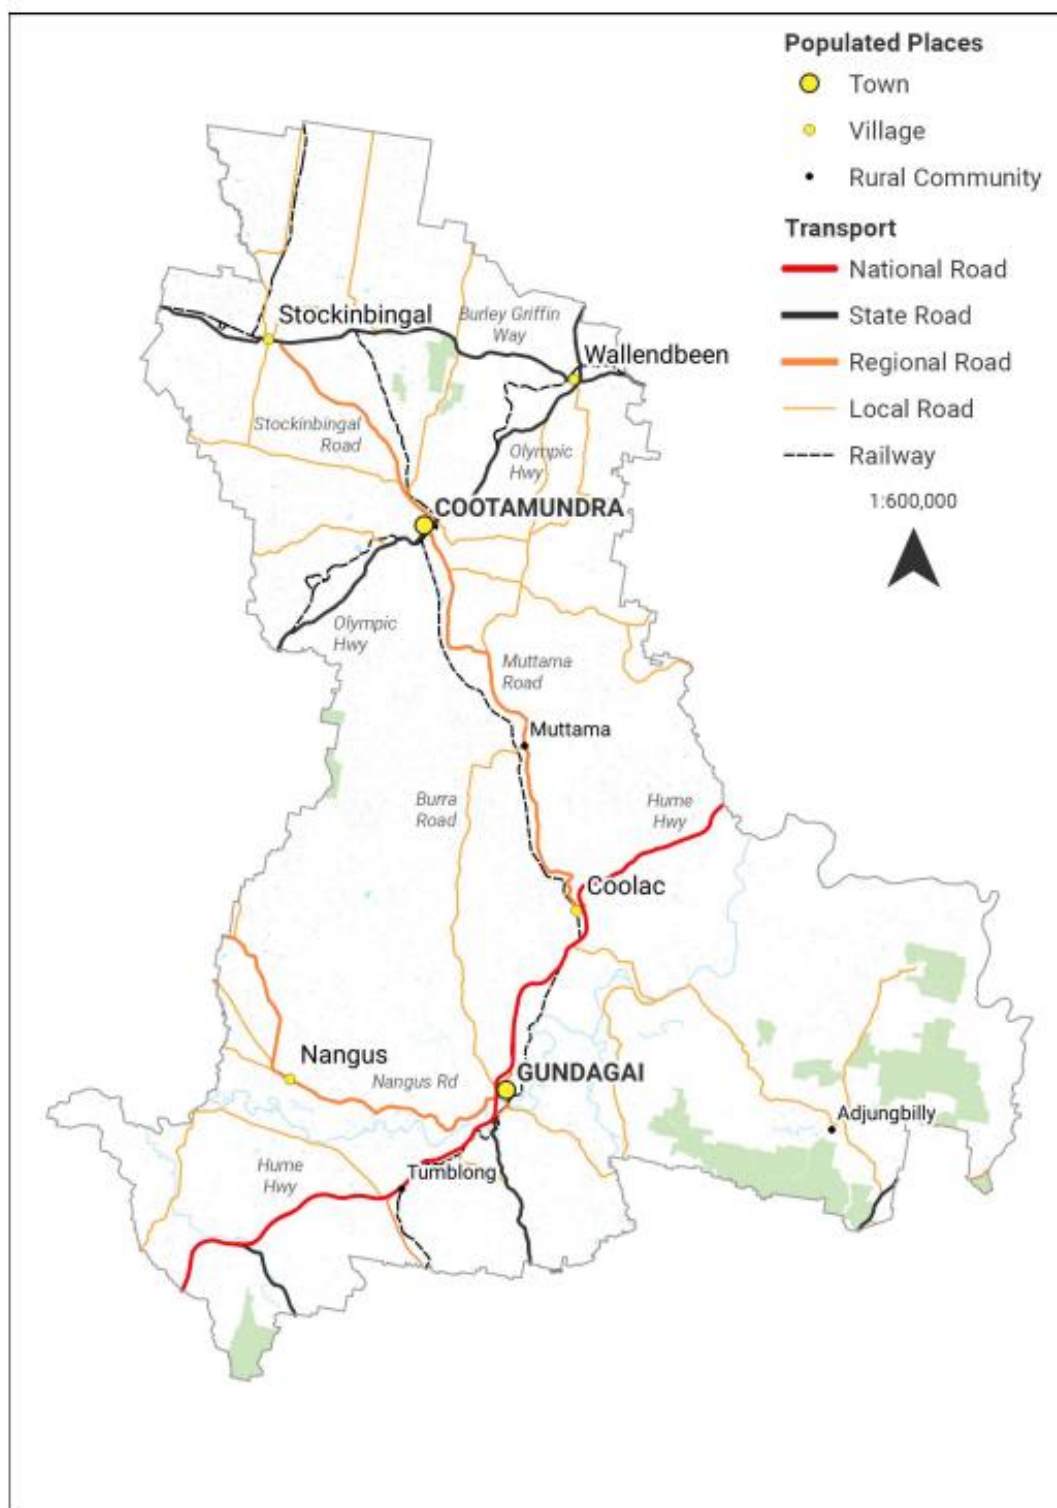 Populated Places
Town
Village
Rural Community
Transport
National Road
State Road
Regional Road
Local Road
Railway
1:600,000
Stockinbingal
Burley Griffin
Way
Wallendbeen
Stockinbingal
Road
Olympic
Hwy
COOTAMUNDRA
Olympic
Hwy
Muttama
Road
Muttama
Burra
Road
Hume
Hwy
Coolac
Nangus
Nangus Rd
GUNDAGAI
Adjungbilly
Hume
Hwy
Tumblong